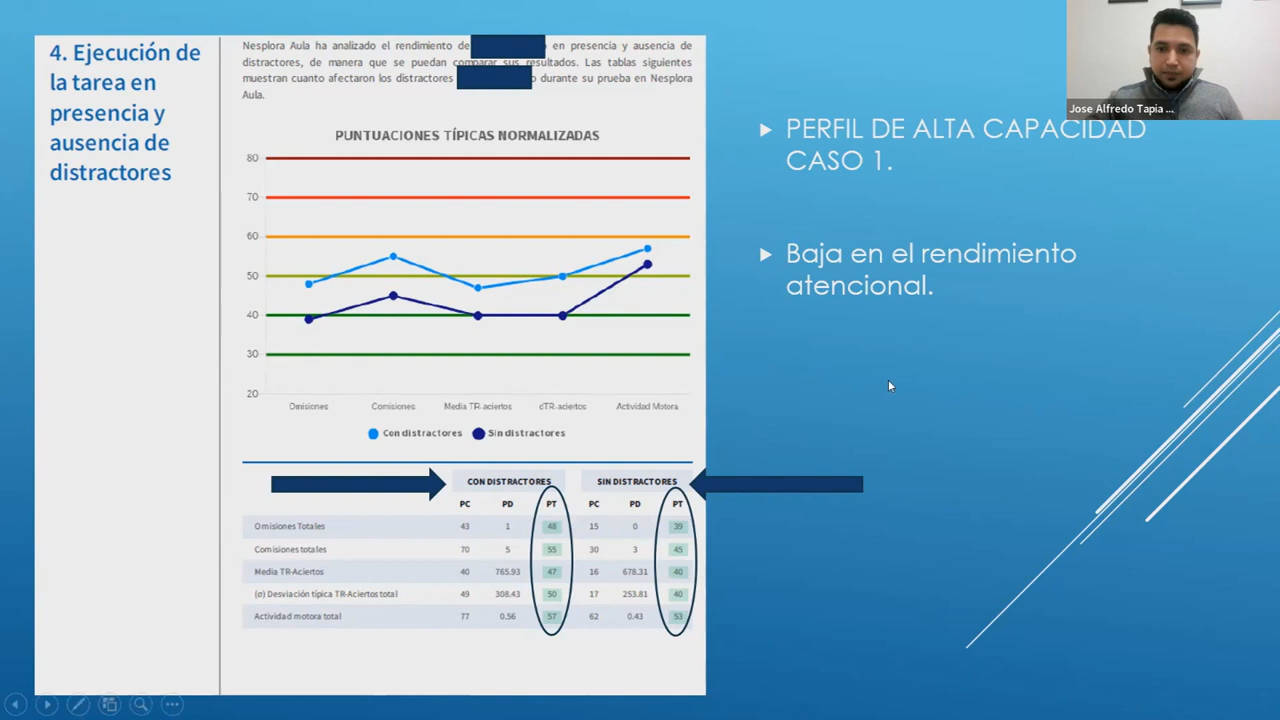 4. Ejecución de
la tarea en
presencia y
ausencia de
distractores
Nesplora Aula ha analizado el rendimiento de en presencia y ausencia de
distractores, de manera que se puedan comparar sus resultados. Las tablas siguientes
muestran cuanto afectaron los distractores o durante su prueba en Nesplora
Aula.
PUNTUACIONES TÍPICAS NORMALIZADAS
80
70
60
50
40
30
20
Omisiones Comisiones Media TR-aciertos dTR-aciertos Actividad Motora
Con distractores Sin distractores
CON DISTRACTORES SIN DISTRACTORES
PC PD PT PC PD PT
Omisiones Totales 43 1 48 15 0 39
Comisiones totales 70 5 55 30 3 45
Media TR-Aciertos 40 765.93 47 16 678.31 40
(σ) Desviación típica TR-Aciertos total 49 308.43 50 17 253.81 40
Actividad motora total 77 0.56 57 62 0.43 53
PERFIL DE ALTA CAPACIDAD
CASO 1.
Baja en el rendimiento
atencional.
Jose Alfredo Tapia ...